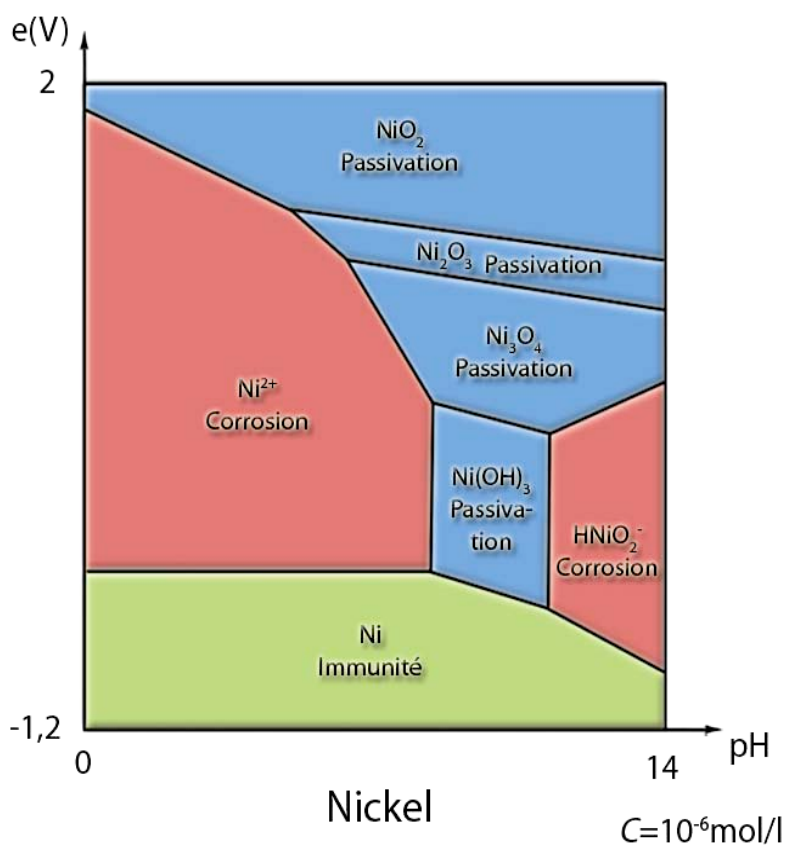 e(V)
2
NiO₂
Passivation
Ni₂O₃ Passivation
Ni₃O₄
Passivation
Ni²⁺
Corrosion
Ni(OH)₃
Passiva-
tion
HNiO₂⁻
Corrosion
Ni
Immunité
-1,2
pH
0
14
Nickel
C=10⁻⁶mol/l